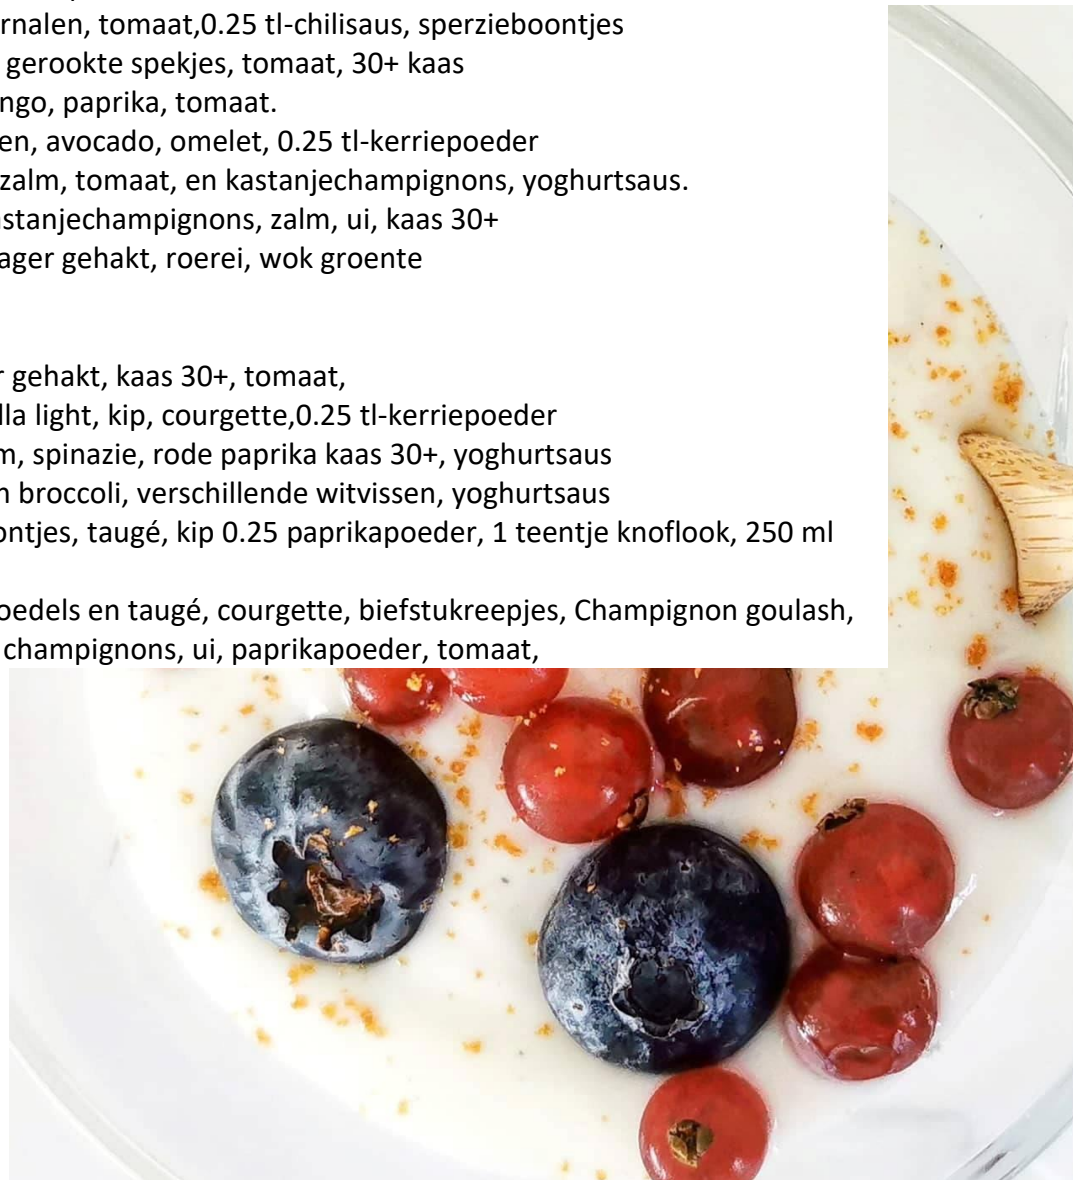 rnalen, tomaat,0.25 tl-chilisaus, sperzieboontjes
gerookte spekjes, tomaat, 30+ kaas
ngo, paprika, tomaat.
en, avocado, omelet, 0.25 tl-kerriepoeder
zalm, tomaat, en kastanjechampignons, yoghurtsaus.
astanjechampignons, zalm, ui, kaas 30+
ager gehakt, roerei, wok groente
r gehakt, kaas 30+, tomaat,
lla light, kip, courgette,0.25 tl-kerriepoeder
m, spinazie, rode paprika kaas 30+, yoghurtsaus
n broccoli, verschillende witvissen, yoghurtsaus
ontjes, taugé, kip 0.25 paprikapoeder, 1 teentje knoflook, 250 ml
oedels en taugé, courgette, biefstukreepjes, Champignon goulash,
champignons, ui, paprikapoeder, tomaat,